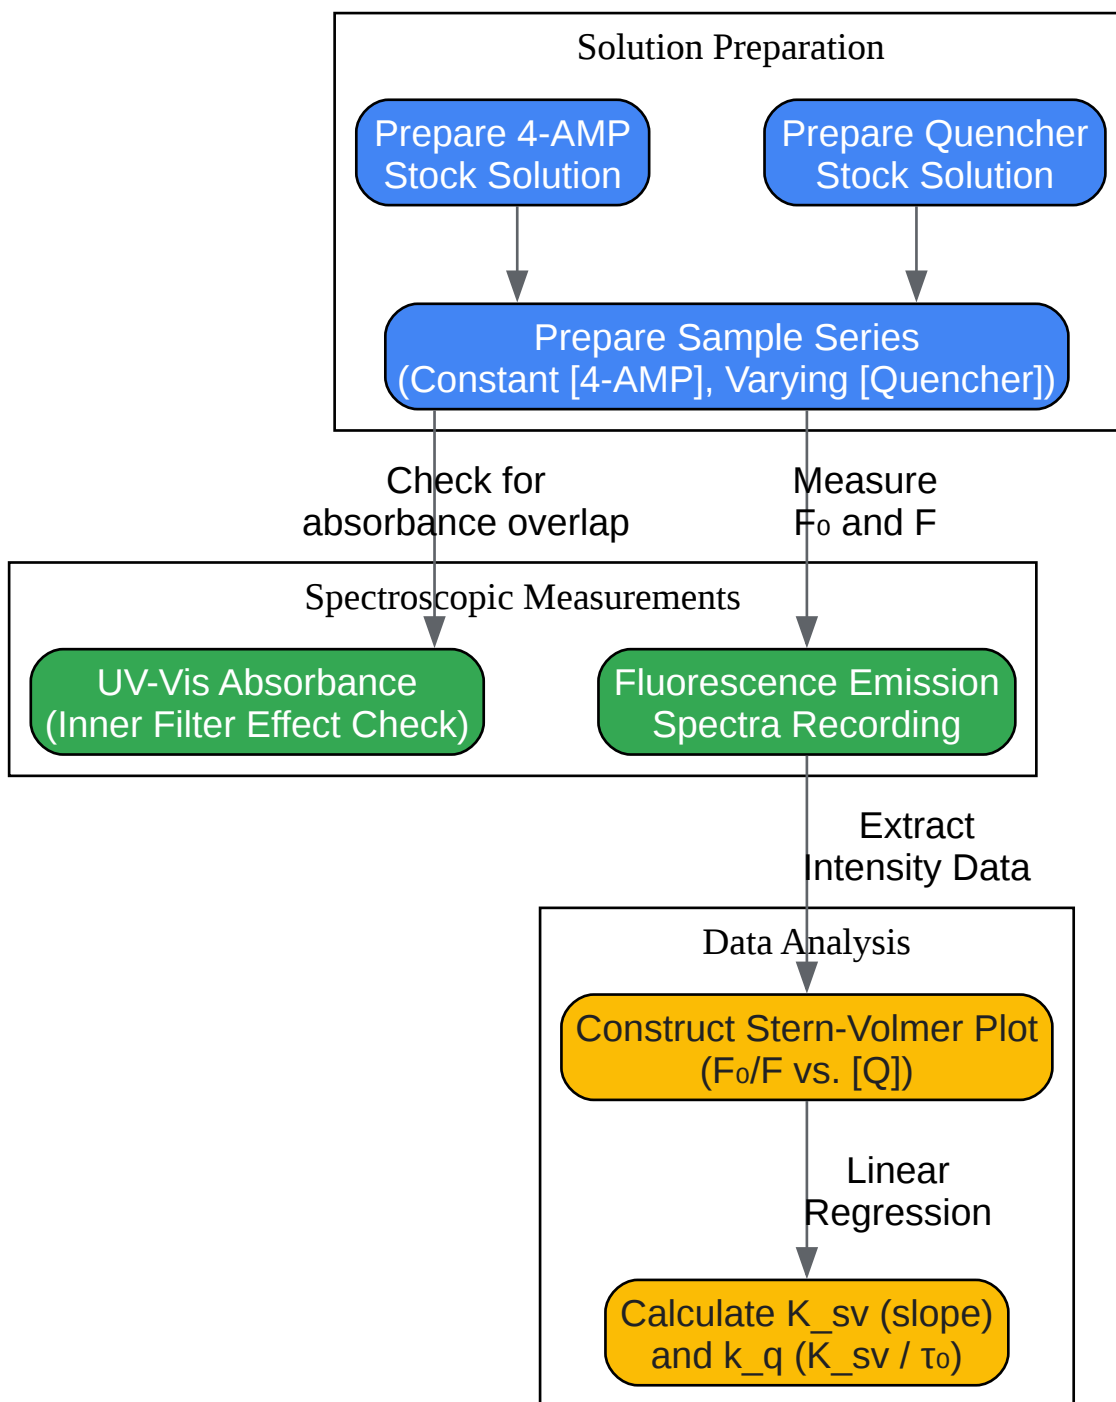 Solution Preparation
Prepare 4-AMP
Stock Solution
Prepare Quencher
Stock Solution
Prepare Sample Series
(Constant [4-AMP], Varying [Quencher])
Check for
absorbance overlap
Measure
F₀ and F
Spectroscopic Measurements
UV-Vis Absorbance
(Inner Filter Effect Check)
Fluorescence Emission
Spectra Recording
Extract
Intensity Data
Data Analysis
Construct Stern-Volmer Plot
(F₀/F vs. [Q])
Linear
Regression
Calculate K_sv (slope)
and k_q (K_sv / τ₀)